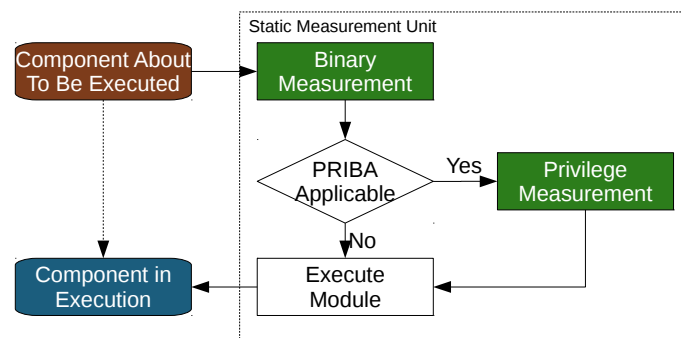 Static Measurement Unit
Component About
To Be Executed
Binary
Measurement
PRIBA
Applicable
Yes
Privilege
Measurement
No
Component in
Execution
Execute
Module